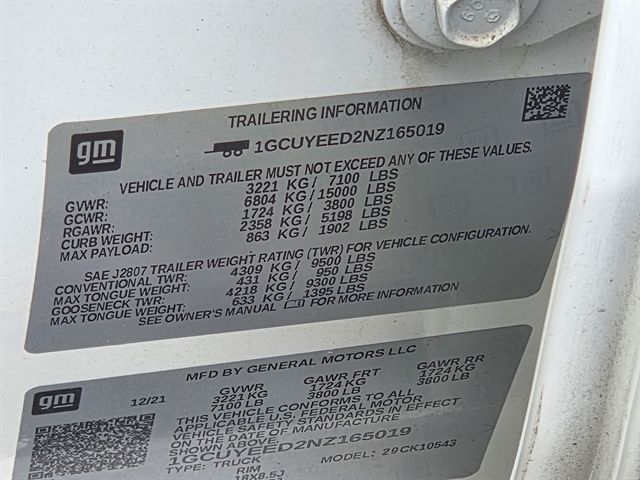 60
TRAILERING INFORMATION
gm
1GCUYEED2NZ165019
VEHICLE AND TRAILER MUST NOT EXCEED ANY OF THESE VALUES.
GVWR: 3221 KG / 7100 LBS
GCWR: 6804 KG / 15000 LBS
RGAWR: 1724 KG / 3800 LBS
CURB WEIGHT: 2358 KG / 5198 LBS
MAX PAYLOAD: 863 KG / 1902 LBS
SAE J2807 TRAILER WEIGHT RATING (TWR) FOR VEHICLE CONFIGURATION.
CONVENTIONAL TWR: 4309 KG / 9500 LBS
MAX TONGUE WEIGHT: 431 KG / 950 LBS
GOOSENECK TWR: 4218 KG / 9300 LBS
MAX TONGUE WEIGHT: 633 KG / 1395 LBS
SEE OWNER'S MANUAL FOR MORE INFORMATION
gm
MFD BY GENERAL MOTORS LLC
12/21
GVWR GAWR FRT GAWR RR
3221 KG 1724 KG 1724 KG
7100 LB 3800 LB 3800 LB
THIS VEHICLE CONFORMS TO ALL
APPLICABLE U.S. FEDERAL MOTOR
VEHICLE SAFETY STANDARDS IN EFFECT
ON THE DATE OF MANUFACTURE
SHOWN ABOVE.
1GCUYEED2NZ165019
TYPE: TRUCK MODEL: 29CK10543
RIM
18X8.5J